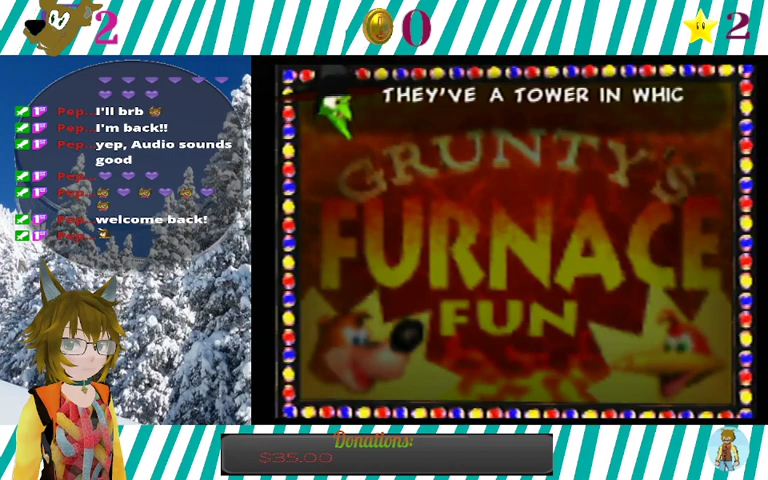 2
0
2
Pep..I'll brb
Pep..I'm back!!
Pep..yep, Audio sounds
good
Pep..
Pep..
Pep..welcome back!
Pep..
THEY'VE A TOWER IN WHIC
GRUNTY'S
FURNACE
FUN
Donations:
$35.00